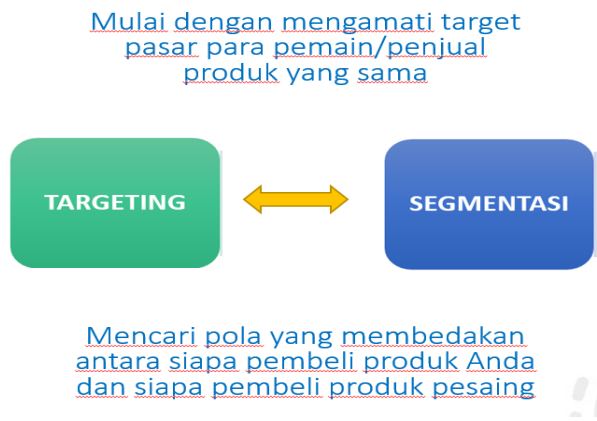 Mulai dengan mengamati target
pasar para pemain/penjual
produk yang sama
TARGETING
SEGMENTASI
Mencari pola yang membedakan
antara siapa pembeli produk Anda
dan siapa pembeli produk pesaing